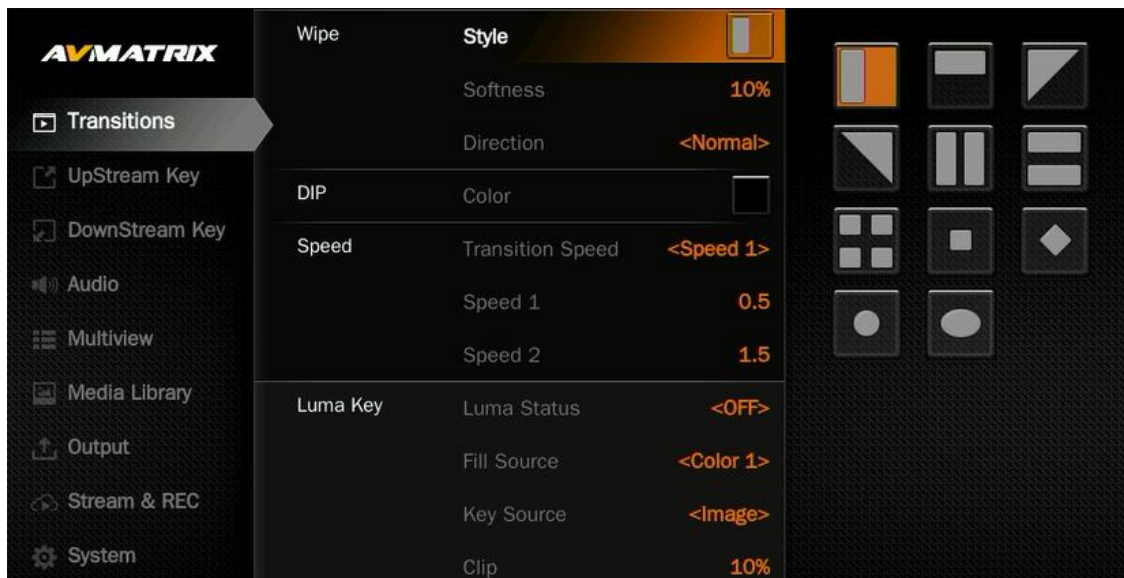 AVMATRIX
Transitions
UpStream Key
DownStream Key
Audio
Multiview
Media Library
Output
Stream & REC
System
Wipe Style
Softness 10%
Direction <Normal>
DIP Color
Speed Transition Speed <Speed 1>
Speed 1 0.5
Speed 2 1.5
Luma Key Luma Status <OFF>
Fill Source <Color 1>
Key Source <Image>
Clip 10%